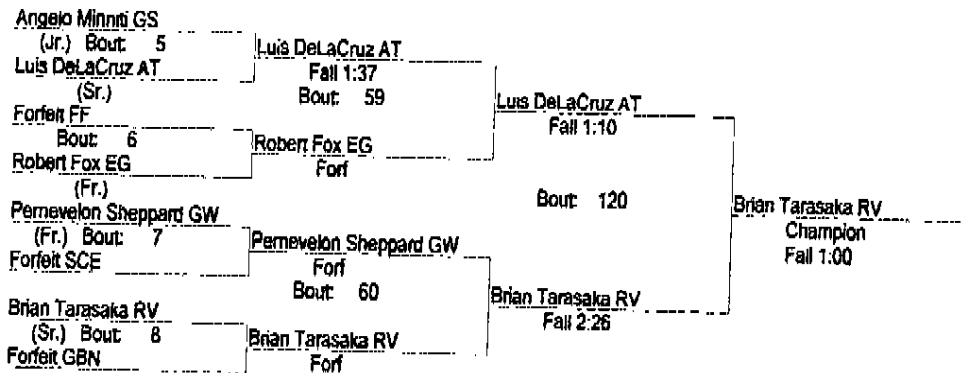 Angelo Minniti GS
(Jr.) Bout: 5
Luis DeLaCruz AT
(Sr.)
Forfeit FF
Bout: 6
Robert Fox EG
(Fr.)
Pernevelon Sheppard GW
(Fr.) Bout: 7
Forfeit SCE
Brian Tarasaka RV
(Sr.) Bout: 8
Forfeit GBN
Luis DeLaCruz AT
Fall 1:37
Bout: 59
Robert Fox EG
Forf
Pernevelon Sheppard GW
Forf
Bout: 60
Brian Tarasaka RV
Forf
Luis DeLaCruz AT
Fall 1:10
Bout: 120
Brian Tarasaka RV
Fall 2:26
Brian Tarasaka RV
Champion
Fall 1:00